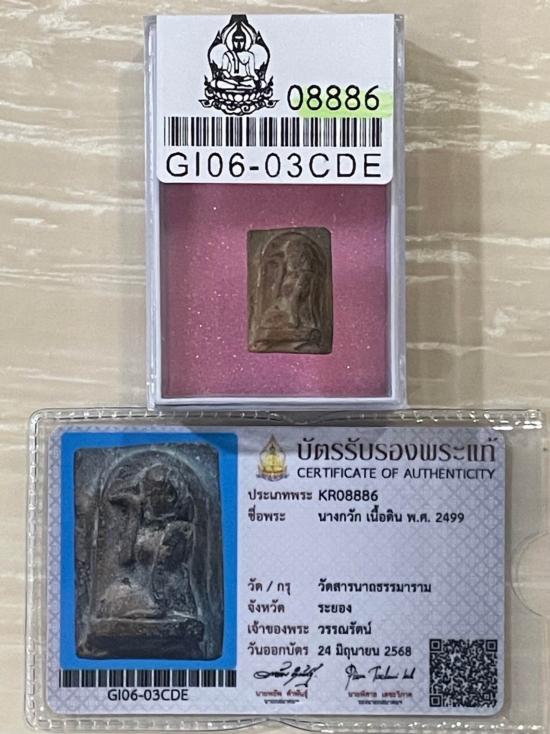 08886
GI06-03CDE
บัตรรับรองพระแท้
CERTIFICATE OF AUTHENTICITY
ประเภทพระ KR08886
ชื่อพระ นางกวัก เนื้อดิน พ.ศ. 2499
วัด / กรุ วัดสารนาถธรรมาราม
จังหวัด ระยอง
เจ้าของพระ วรรณรัตน์
วันออกบัตร 24 มิถุนายน 2568
GI06-03CDE